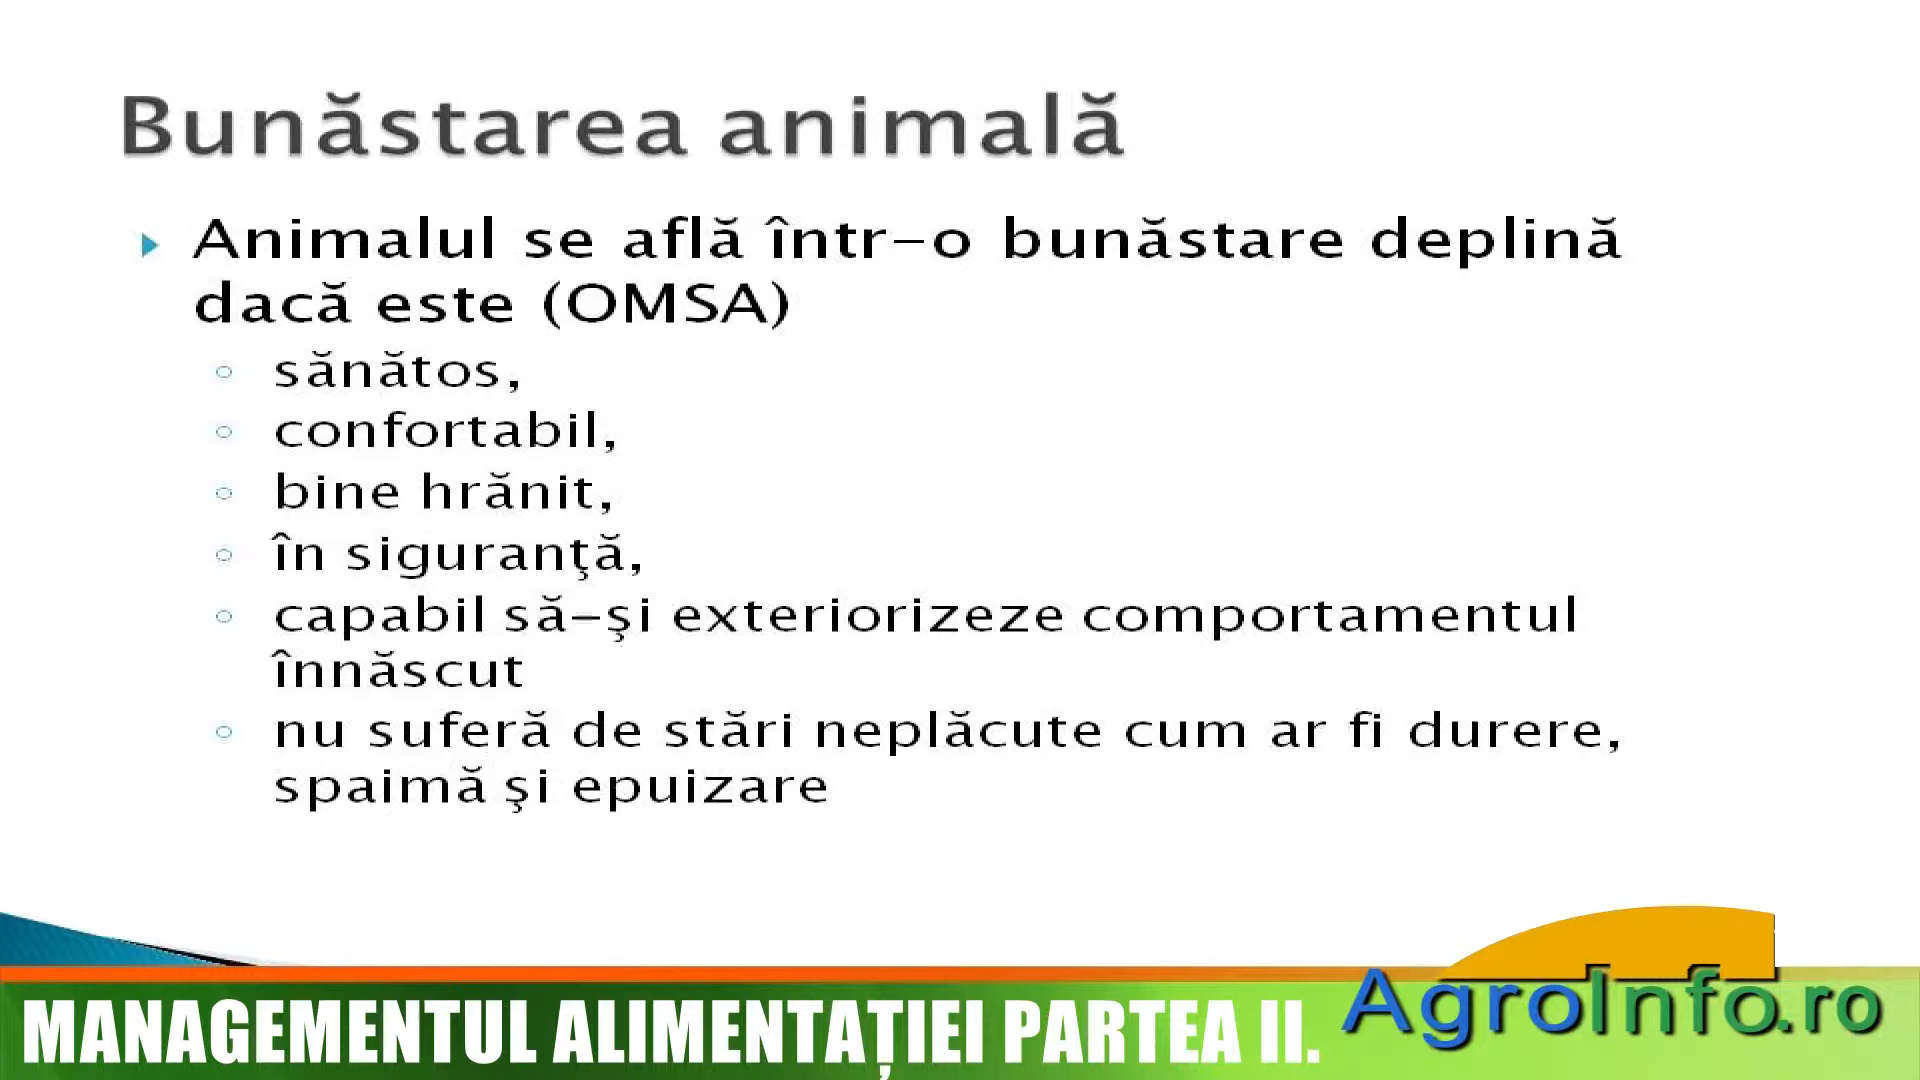 Bunăstarea animală
Animalul se află într-o bunăstare deplină
dacă este (OMSA)
sănătos,
confortabil,
bine hrănit,
în siguranţă,
capabil să-şi exteriorizeze comportamentul
înnăscut
nu suferă de stări neplăcute cum ar fi durere,
spaimă şi epuizare
MANAGEMENTUL ALIMENTAȚIEI PARTEA II.
AgroInfo.ro